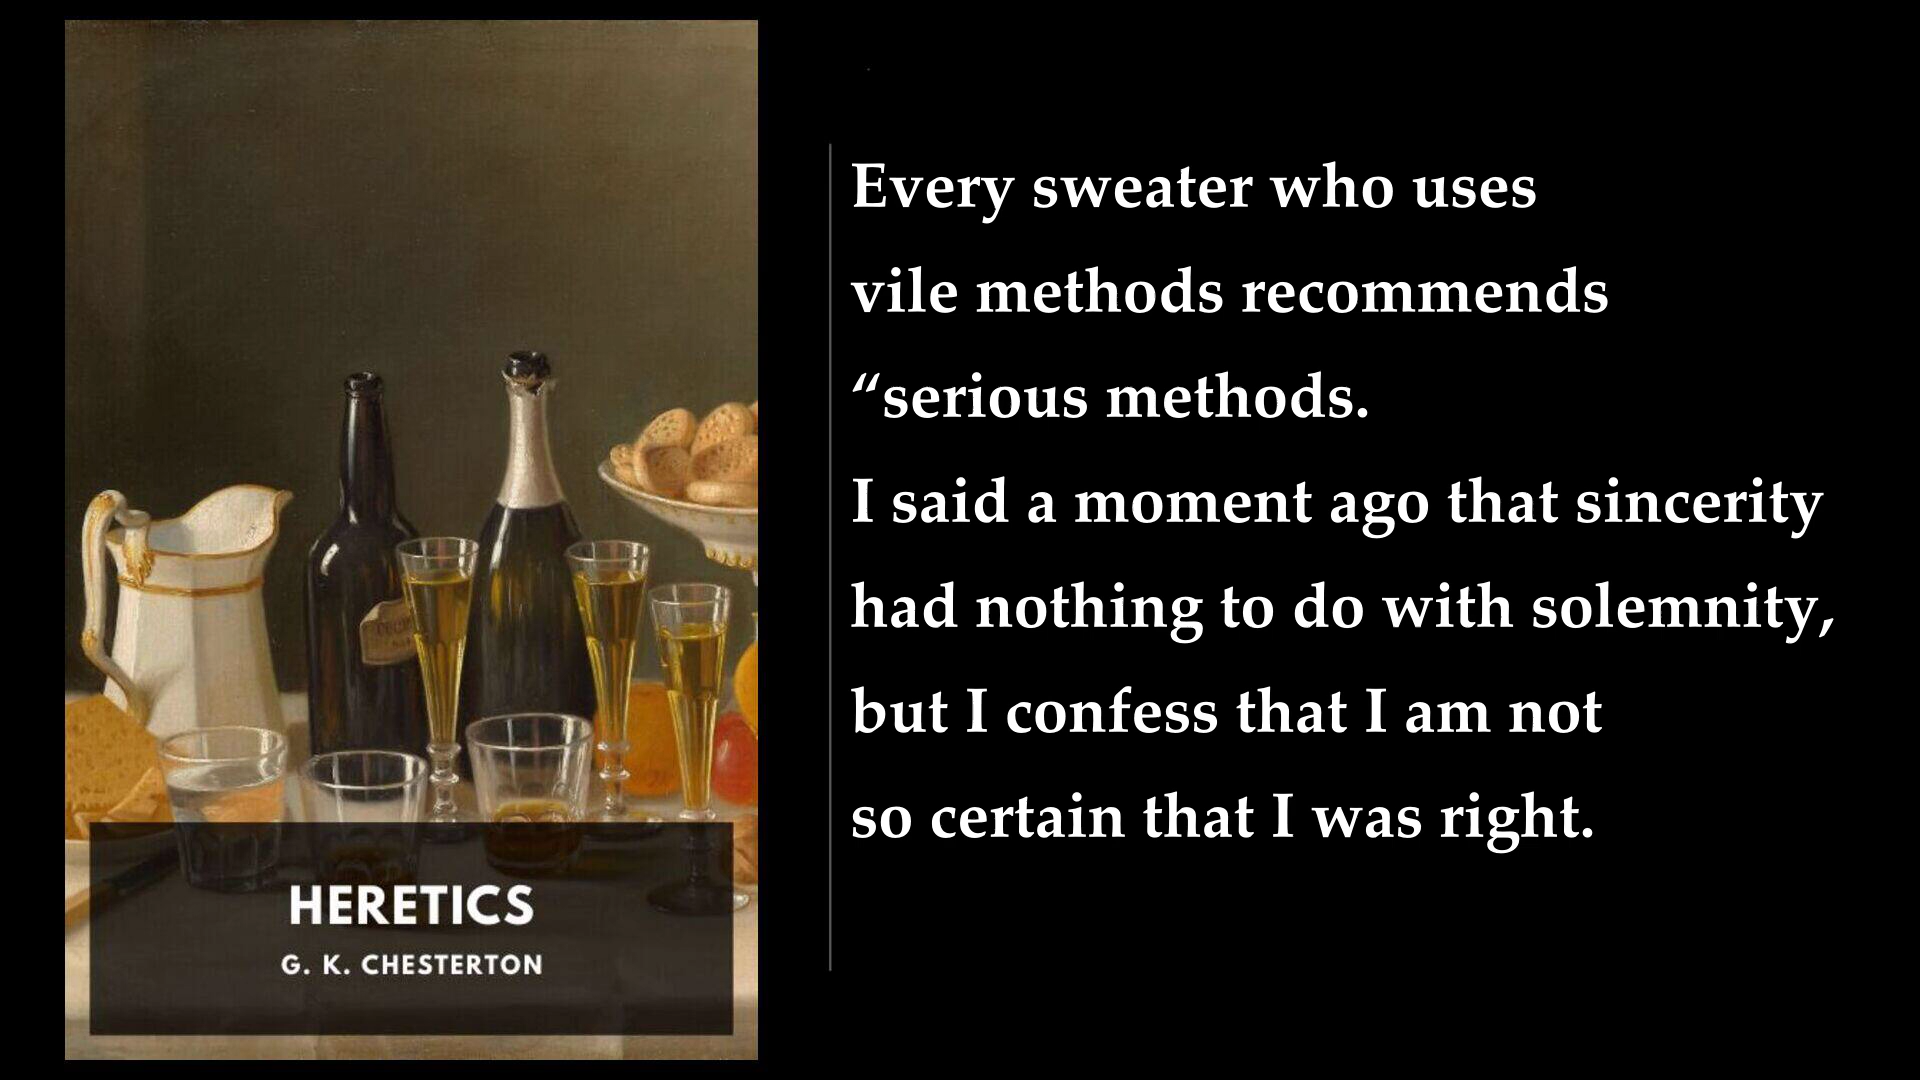 Every sweater who uses
vile methods recommends
“serious methods.
I said a moment ago that sincerity
had nothing to do with solemnity,
but I confess that I am not
so certain that I was right.
HERETICS
G. K. CHESTERTON